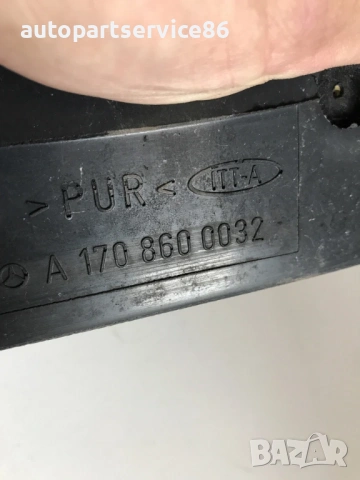 autopartservice86
> PUR < ITT-A
A 170 860 0032
BAZAR